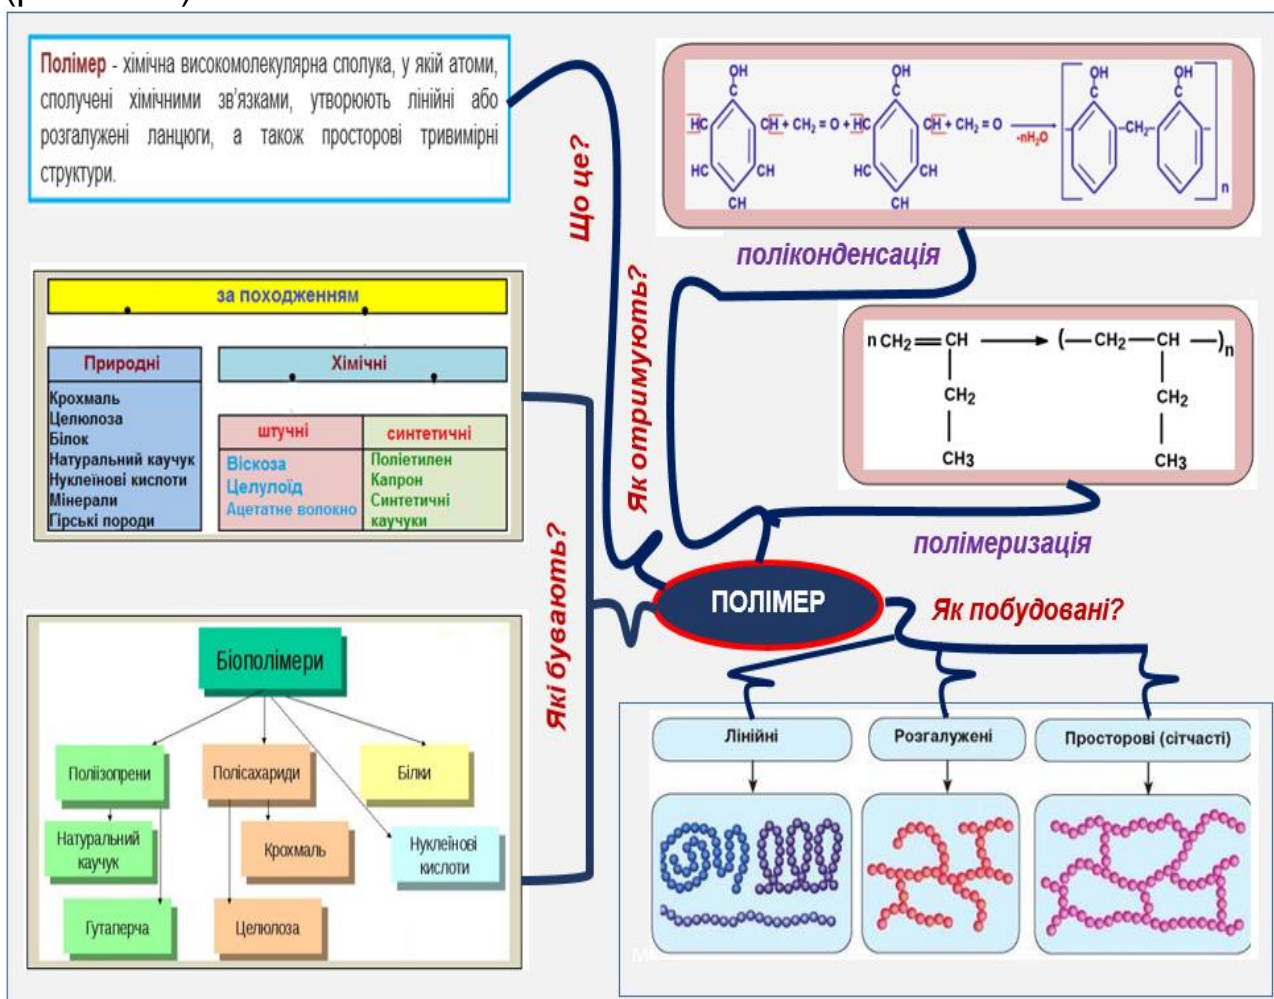 Полімер - хімічна високомолекулярна сполука, у якій атоми,
сполучені хімічними зв'язками, утворюють лінійні або
розгалужені ланцюги, а також просторові тривимірні
структури.
Що це?
OH
C
HC
CH + CH2 = O + HC
HC
CH
CH
OH
C
CH + CH2 = O
HC
CH
CH
-nH2O
OH
C
CH2
OH
C
n
поліконденсація
Як отримують?
n CH2
CH
CH2
CH3
(—CH2—CH—)n
CH2
CH3
полімеризація
за походженням
Природні
Крохмаль
Целюлоза
Білок
Натуральний каучук
Нуклеїнові кислоти
Мінерали
Гірські породи
Хімічні
штучні
Віскоза
Целулоїд
Ацетатне волокно
синтетичні
Поліетилен
Капрон
Синтетичні
каучуки
Які бувають?
ПОЛІМЕР
Як побудовані?
Біополімери
Поліізопрени
Полісахариди
Білки
Натуральний
каучук
Крохмаль
Нуклеїнові
кислоти
Гутаперча
Целюлоза
Лінійні
Розгалужені
Просторові (сітчасті)